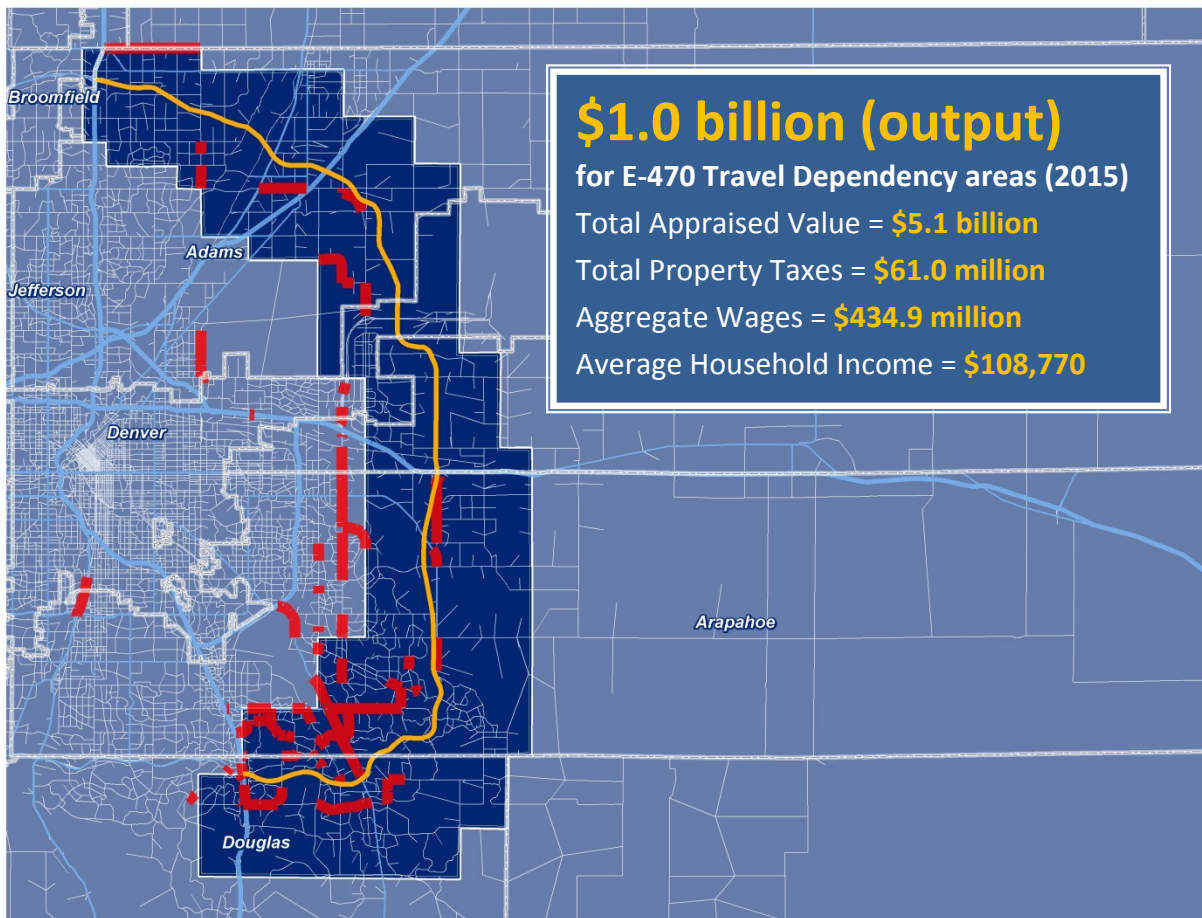 Broomfield
$1.0 billion (output)
for E-470 Travel Dependency areas (2015)
Total Appraised Value = $5.1 billion
Total Property Taxes = $61.0 million
Aggregate Wages = $434.9 million
Average Household Income = $108,770
Adams
Jefferson
Denver
Arapahoe
Douglas